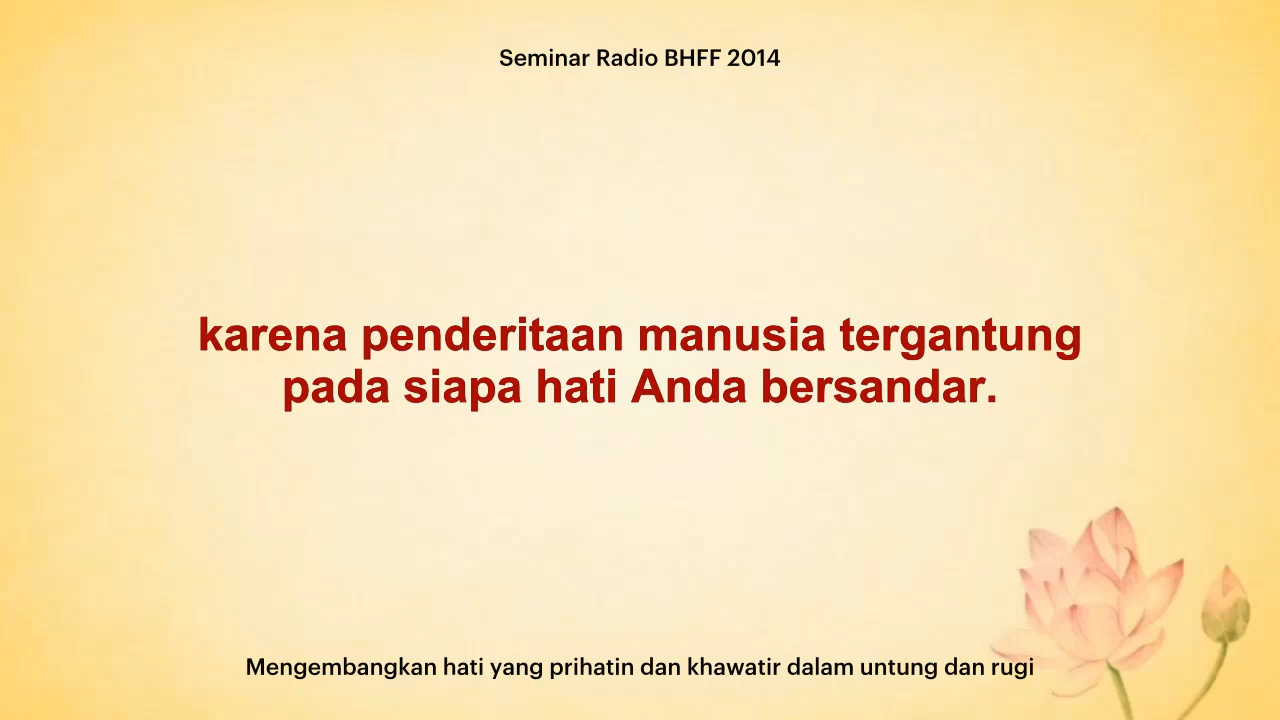 Seminar Radio BHFF 2014
karena penderitaan manusia tergantung
pada siapa hati Anda bersandar.
Mengembangkan hati yang prihatin dan khawatir dalam untung dan rugi